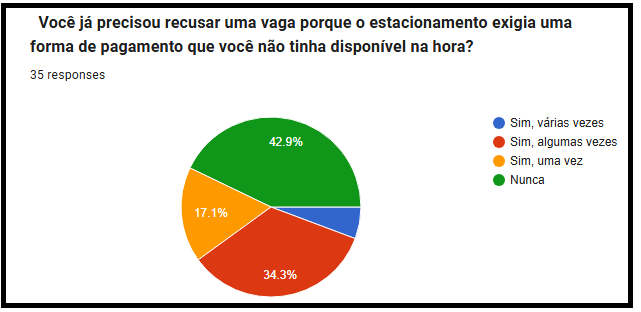 Você já precisou recusar uma vaga porque o estacionamento exigia uma
forma de pagamento que você não tinha disponível na hora?
35 responses
42.9%
17.1%
34.3%
Sim, várias vezes
Sim, algumas vezes
Sim, uma vez
Nunca